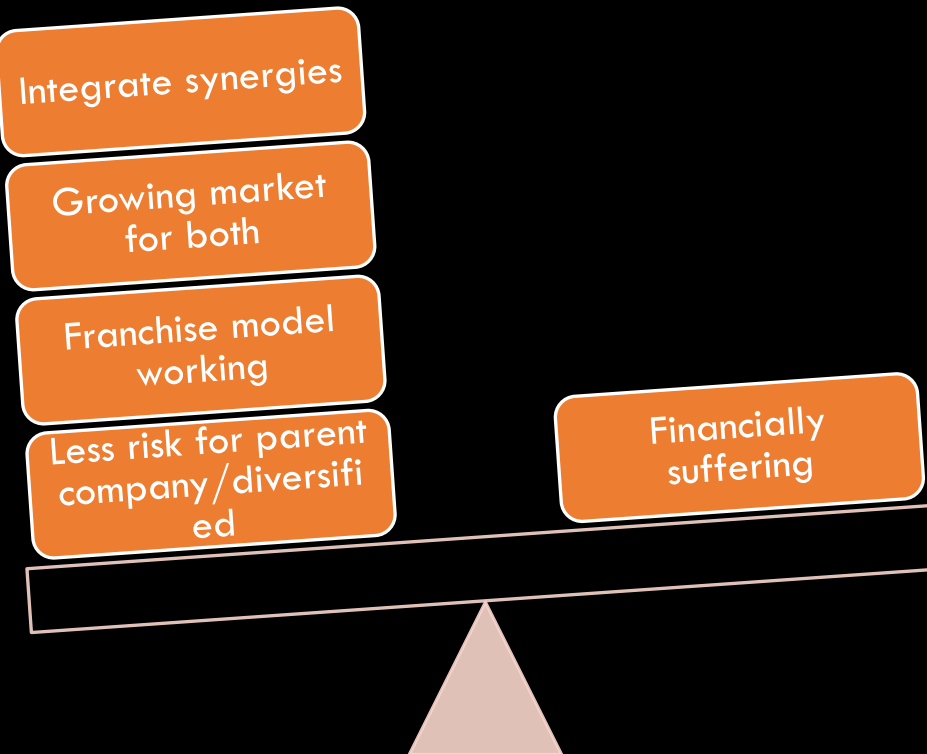 Integrate synergies
Growing market
for both
Franchise model
working
Less risk for parent
company/diversifi
ed
Financially
suffering